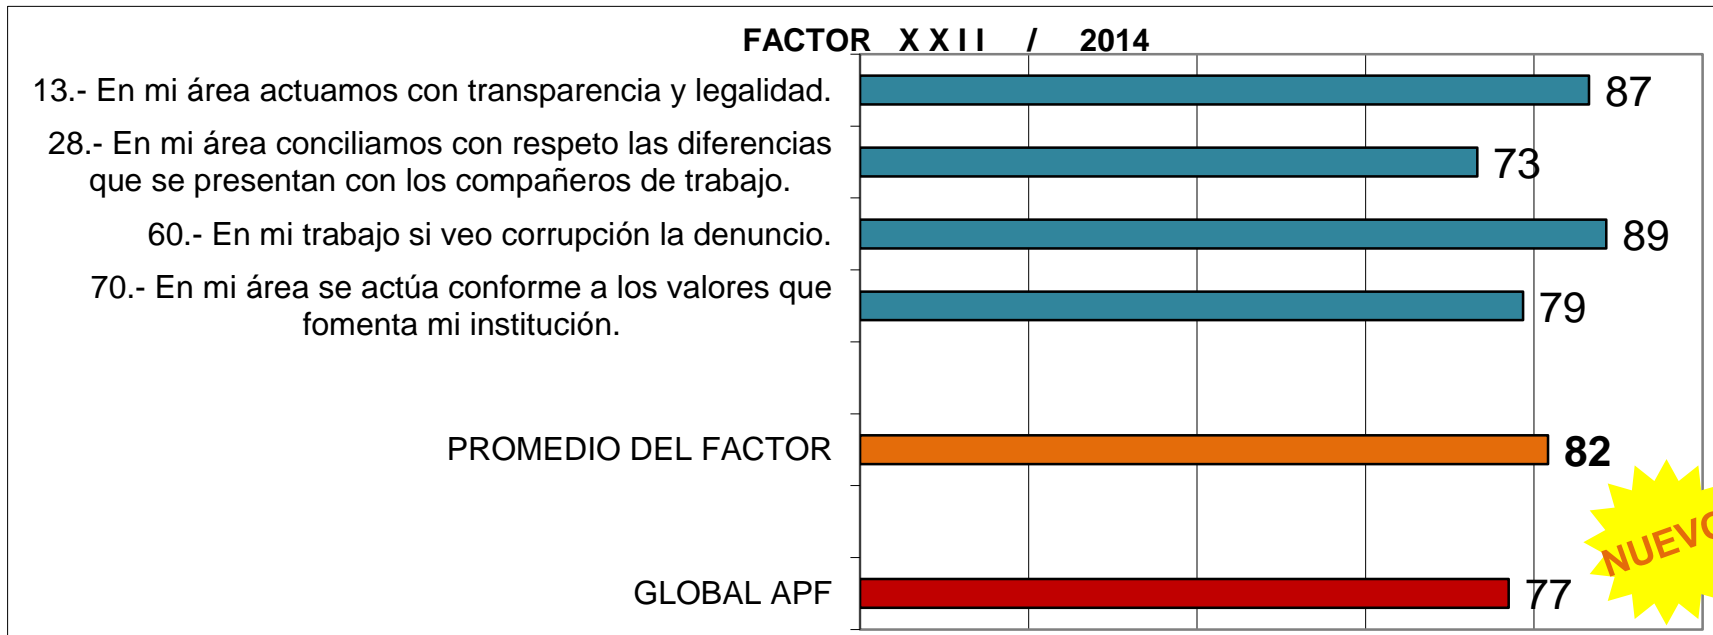 FACTOR X X I I / 2014
13.- En mi área actuamos con transparencia y legalidad.
87
28.- En mi área conciliamos con respeto las diferencias
que se presentan con los compañeros de trabajo.
73
60.- En mi trabajo si veo corrupción la denuncio.
89
70.- En mi área se actúa conforme a los valores que
fomenta mi institución.
79
PROMEDIO DEL FACTOR
82
NUEVO
GLOBAL APF
77